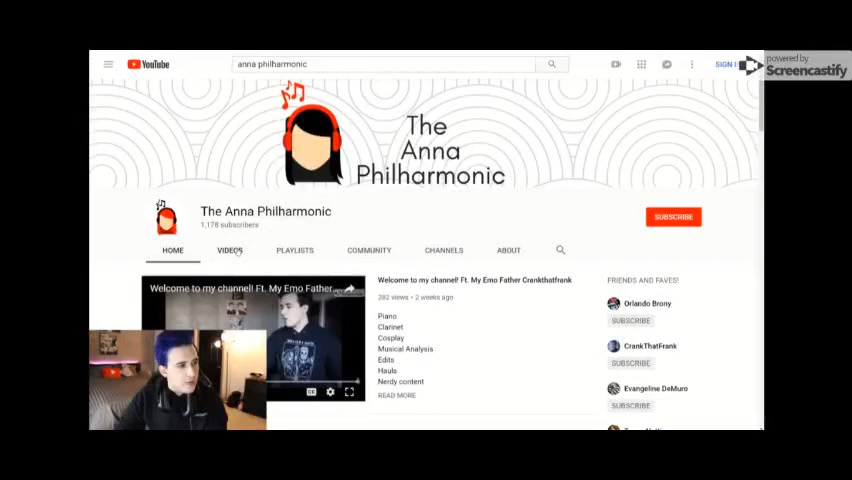 YouTube
anna philharmonic
SIGN I
powered by
Screencastify
The
Anna
Philharmonic
The Anna Philharmonic
1,178 subscribers
SUBSCRIBE
HOME
VIDEOS
PLAYLISTS
COMMUNITY
CHANNELS
ABOUT
Welcome to my channel! Ft. My Emo Father...
Welcome to my channel! Ft. My Emo Father Crankthatfrank
282 views • 2 weeks ago
Piano
Clarinet
Cosplay
Musical Analysis
Edits
Hauls
Nerdy content
READ MORE
FRIENDS AND FAVES!
Orlando Brony
SUBSCRIBE
CrankThatFrank
SUBSCRIBE
Evangeline DeMuro
SUBSCRIBE